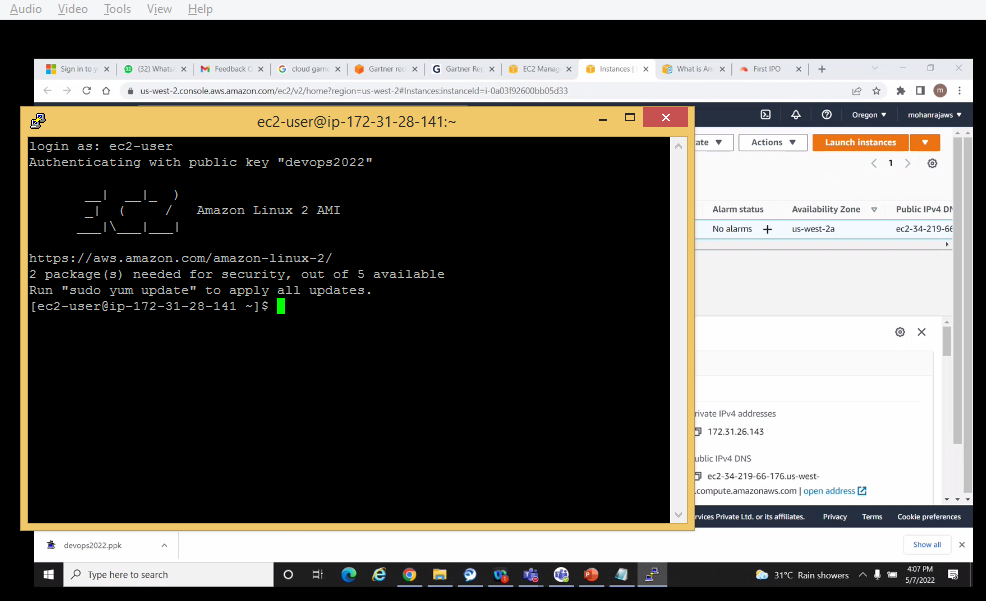 Audio Video Tools View Help
Sign in to y
(32) Whats
Feedback C
cloud garn
Gartner rec
Gartner Re
EC2 Manag
Instances |
What is Am
First IPO
us-west-2.console.aws.amazon.com/ec2/v2/home?region=us-west-2#Instances:instanceId=i-0a03f92600bb05d33
m
ec2-user@ip-172-31-28-141:~
Oregon
mohanrajaws
login as: ec2-user
Authenticating with public key "devops2022"
__| __|_ )
_| ( / Amazon Linux 2 AMI
___|\___|___|
https://aws.amazon.com/amazon-linux-2/
2 package(s) needed for security, out of 5 available
Run "sudo yum update" to apply all updates.
[ec2-user@ip-172-31-28-141 ~]$
ate Actions Launch instances
1
Alarm status Availability Zone Public IPv4 DN
No alarms + us-west-2a ec2-34-219-66
rivate IPv4 addresses
172.31.26.143
ublic IPv4 DNS
ec2-34-219-66-176.us-west-
.compute.amazonaws.com | open address
rvices Private Ltd. or its affiliates. Privacy Terms Cookie preferences
devops2022.ppk
Show all
Type here to search
31°C Rain showers
4:07 PM
5/7/2022